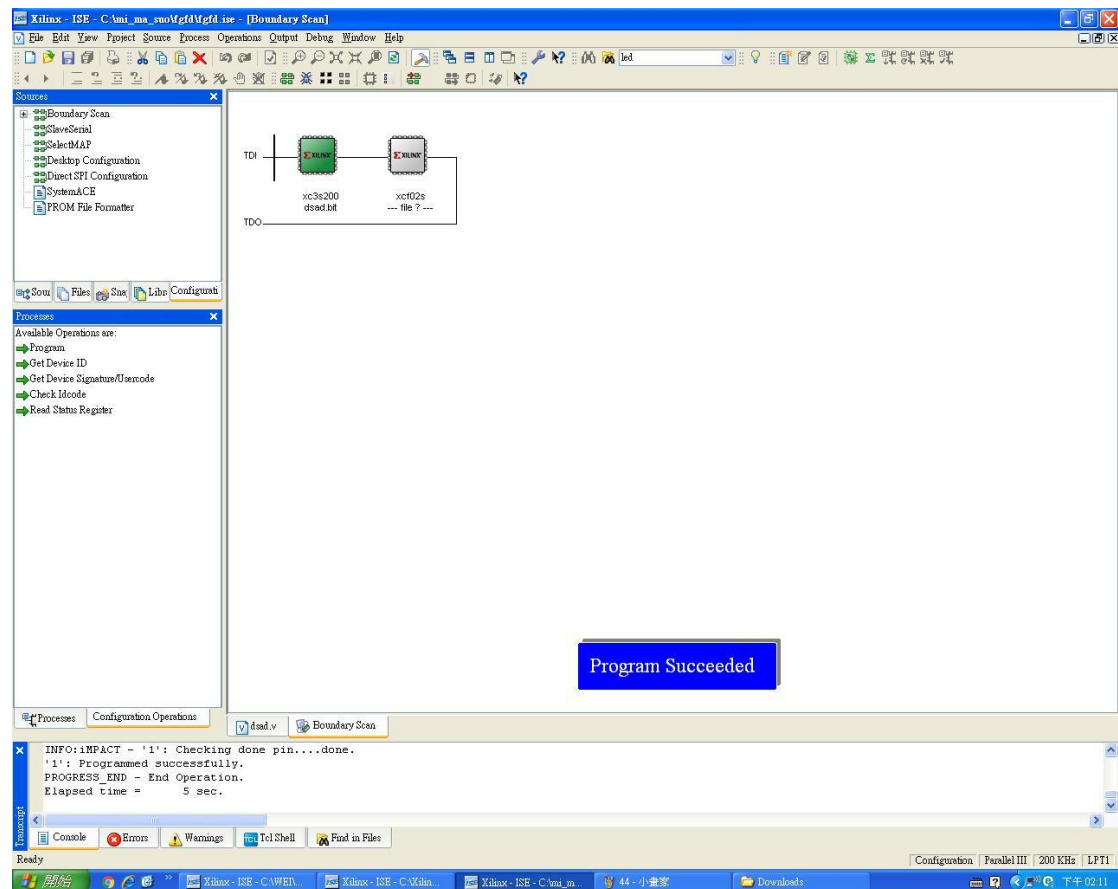 Xilinx - ISE - C:\mi_ma_suo\fgfd\fgfd.ise - [Boundary Scan]
File Edit View Project Source Process Operations Output Debug Window Help
led
Sources
Boundary Scan
SlaveSerial
SelectMAP
Desktop Configuration
Direct SPI Configuration
SystemACE
PROM File Formatter
Sour Files Sna Libr Configurati
Processes
Available Operations are:
Program
Get Device ID
Get Device Signature/Usercode
Check Idcode
Read Status Register
Processes Configuration Operations
TDI
XILINX XILINX
xc3s200 xcf02s
dsad.bit --- file ? ---
TDO
Program Succeeded
dsad.v Boundary Scan
INFO:iMPACT - '1': Checking done pin....done.
'1': Programmed successfully.
PROGRESS_END - End Operation.
Elapsed time = 5 sec.
Transcript
Console Errors Warnings Tcl Shell Find in Files
Ready Configuration Parallel III 200 KHz LPT1
開始 Xilinx - ISE - C:\WEI\... Xilinx - ISE - C:\Xilin... Xilinx - ISE - C:\mi_m... 44 - 小畫家 Downloads 下午 02:11